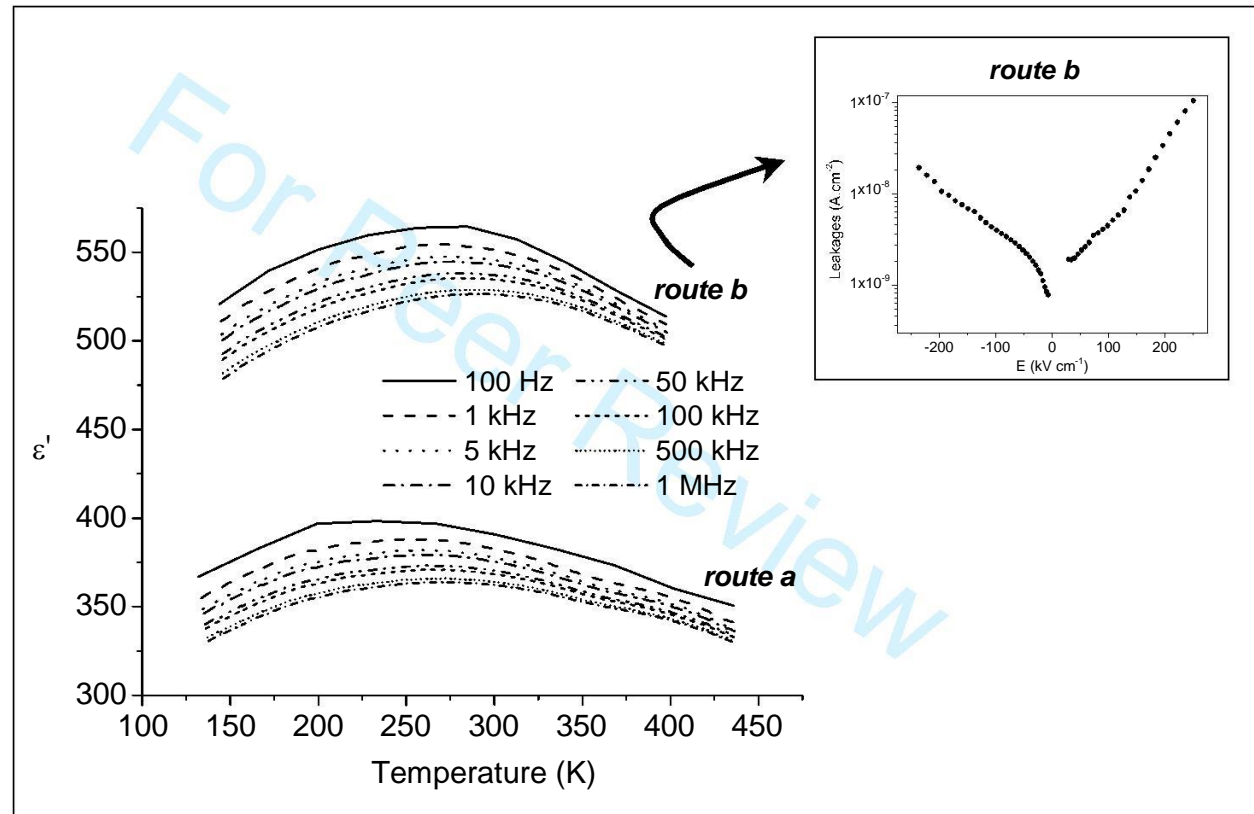 route b
1x10-7
1x10-8
1x10-9
Leakages (A.cm-2)
-200 -100 0 100 200
E (kV cm-1)
For Peer Review
550
500
450
400
350
300
ε'
route b
100 Hz 50 kHz
1 kHz 100 kHz
5 kHz 500 kHz
10 kHz 1 MHz
route a
100 150 200 250 300 350 400 450
Temperature (K)